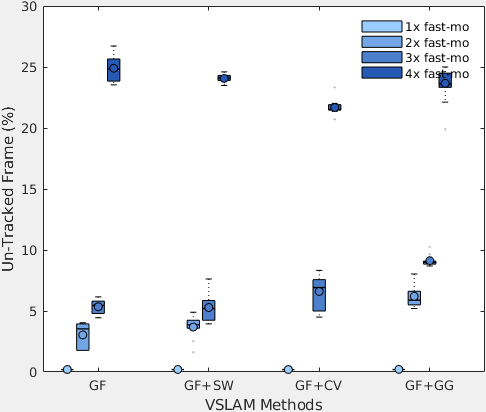 30
25
20
15
10
5
0
Un-Tracked Frame (%)
1x fast-mo
2x fast-mo
3x fast-mo
4x fast-mo
GF GF+SW GF+CV GF+GG
VSLAM Methods